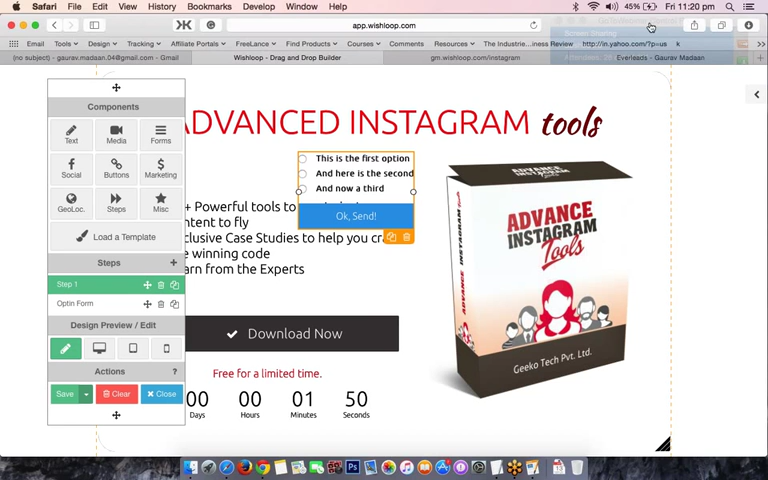 Safari File Edit View History Bookmarks Develop Window Help 45% Fri 11:20 pm
app.wishloop.com
Email Tools Design Tracking Affiliate Portals FreeLance Find Products Courses Comments Resources The Industrie...iness Review http://in.yahoo.com/?p=us k
Screen Sharing
(no subject) - gaurav.madaan.04@gmail.com - Gmail Wishloop - Drag and Drop Builder gm.wishloop.com/instagram Everleads - Gaurav Madaan
Components
Text Media Forms
Social Buttons Marketing
GeoLoc. Steps Misc
Load a Template
Steps
Step 1
Optin Form
Design Preview / Edit
Actions ?
Save Clear Close
ADVANCED INSTAGRAM tools
This is the first option
And here is the second
And now a third
Ok, Send!
+ Powerful tools to
ntent to fly
clusive Case Studies to help you cr
e winning code
arn from the Experts
Download Now
Free for a limited time.
00 00 01 50
Days Hours Minutes Seconds
ADVANCE
INSTAGRAM TOOLS
ADVANCE
INSTAGRAM
Tools
Geeko Tech Pvt. Ltd.
ADVANCE INSTAGRAM Tools